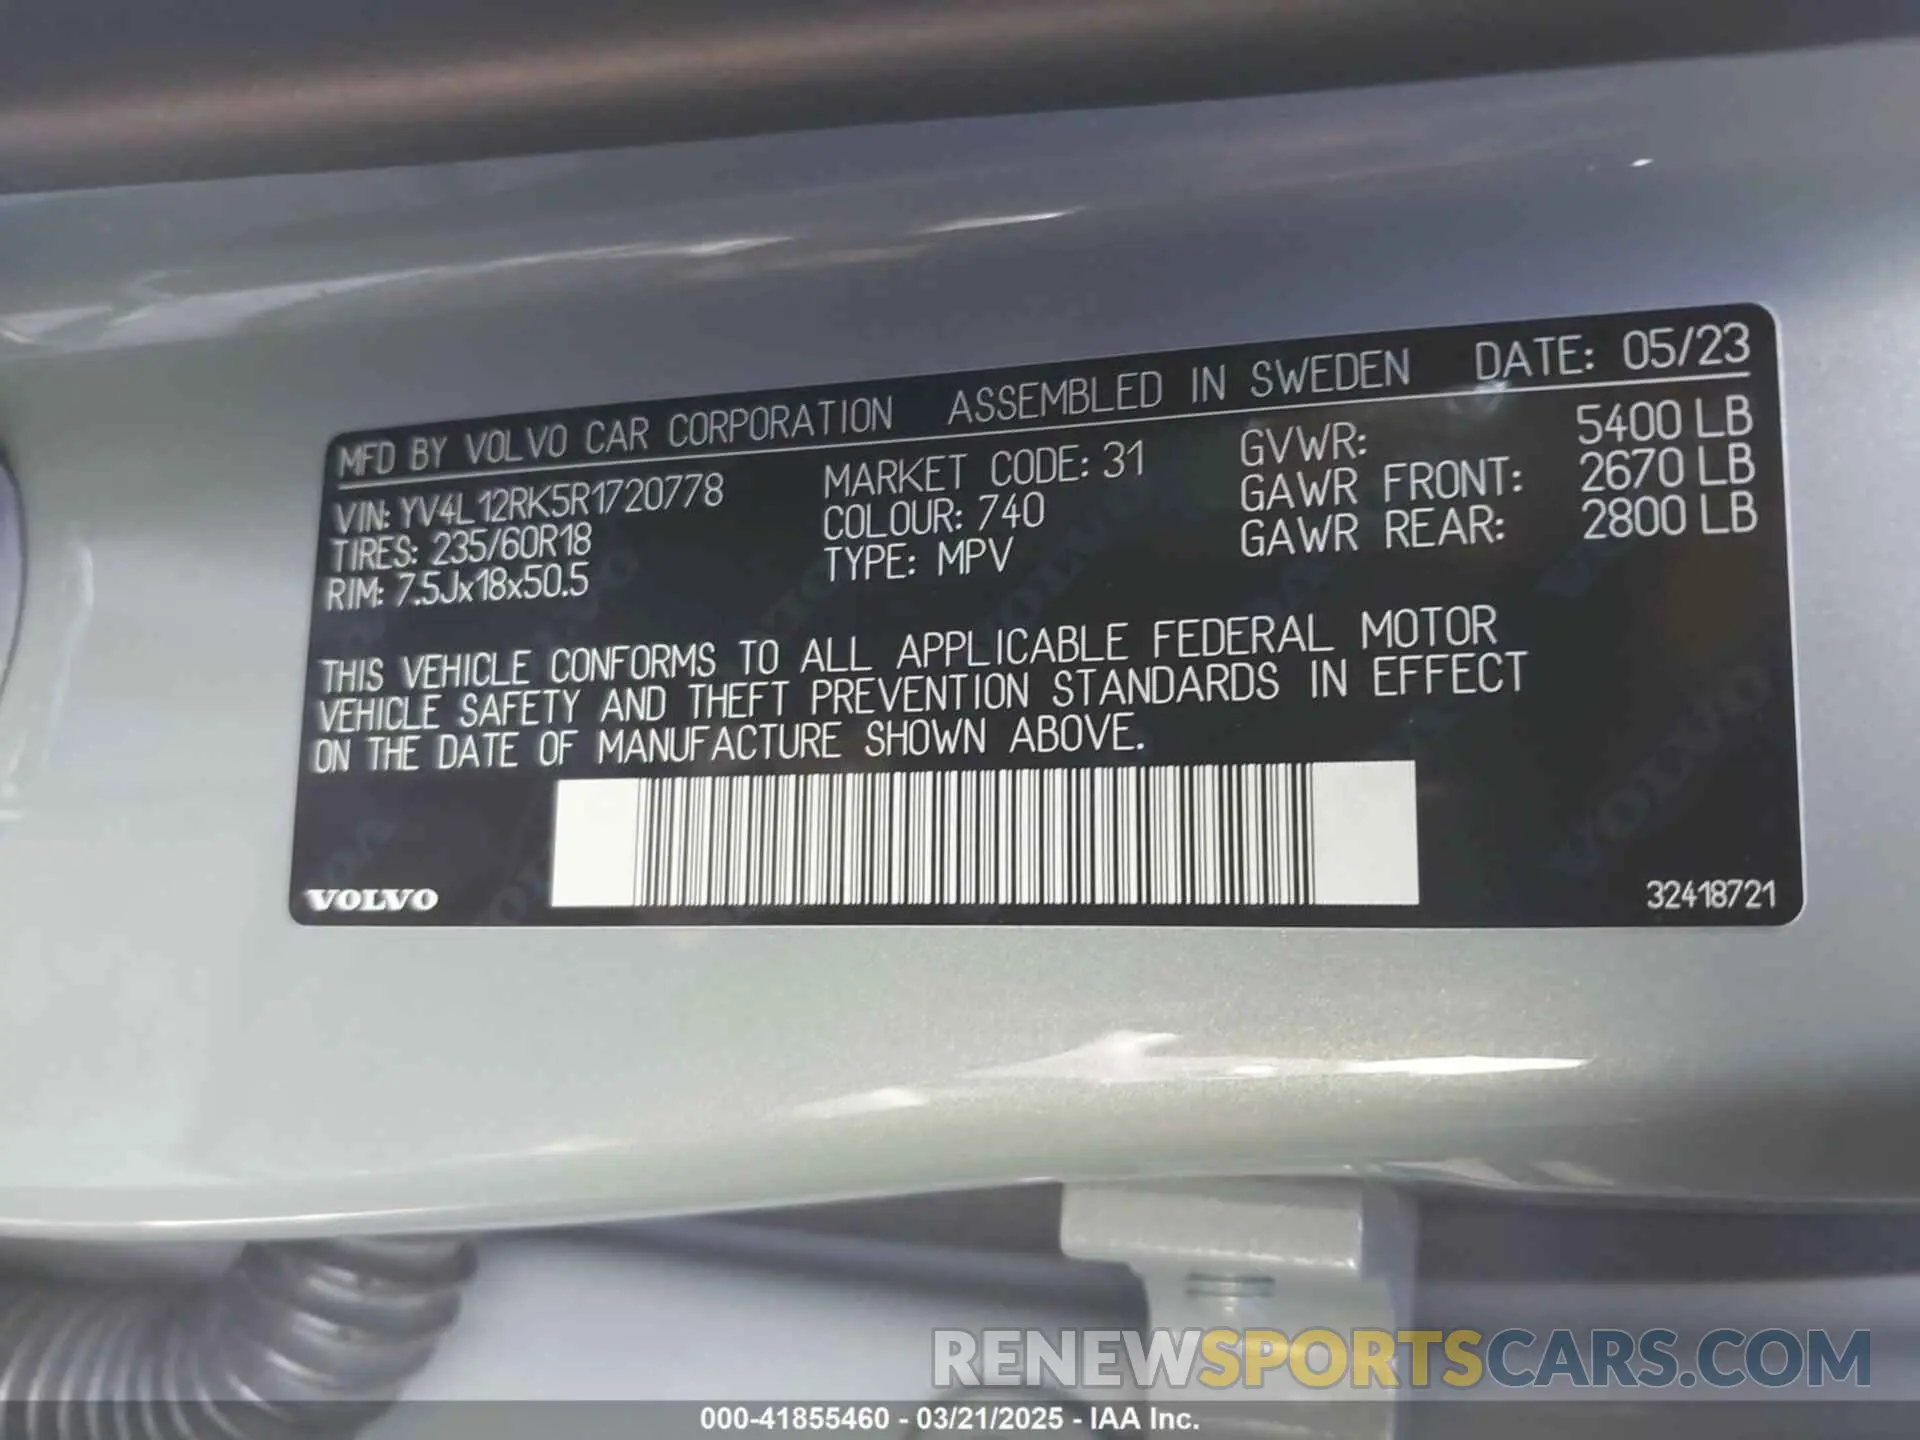 MFD BY VOLVO CAR CORPORATION ASSEMBLED IN SWEDEN DATE: 05/23
VIN: YV4L12RK5R1720778 MARKET CODE: 31 GVWR: 5400 LB
TIRES: 235/60R18 COLOUR: 740 GAWR FRONT: 2670 LB
RIM: 7.5Jx18x50.5 TYPE: MPV GAWR REAR: 2800 LB
THIS VEHICLE CONFORMS TO ALL APPLICABLE FEDERAL MOTOR
VEHICLE SAFETY AND THEFT PREVENTION STANDARDS IN EFFECT
ON THE DATE OF MANUFACTURE SHOWN ABOVE.
VOLVO 32418721
RENEWSPORTSCARS.COM
000-41855460 - 03/21/2025 - IAA Inc.